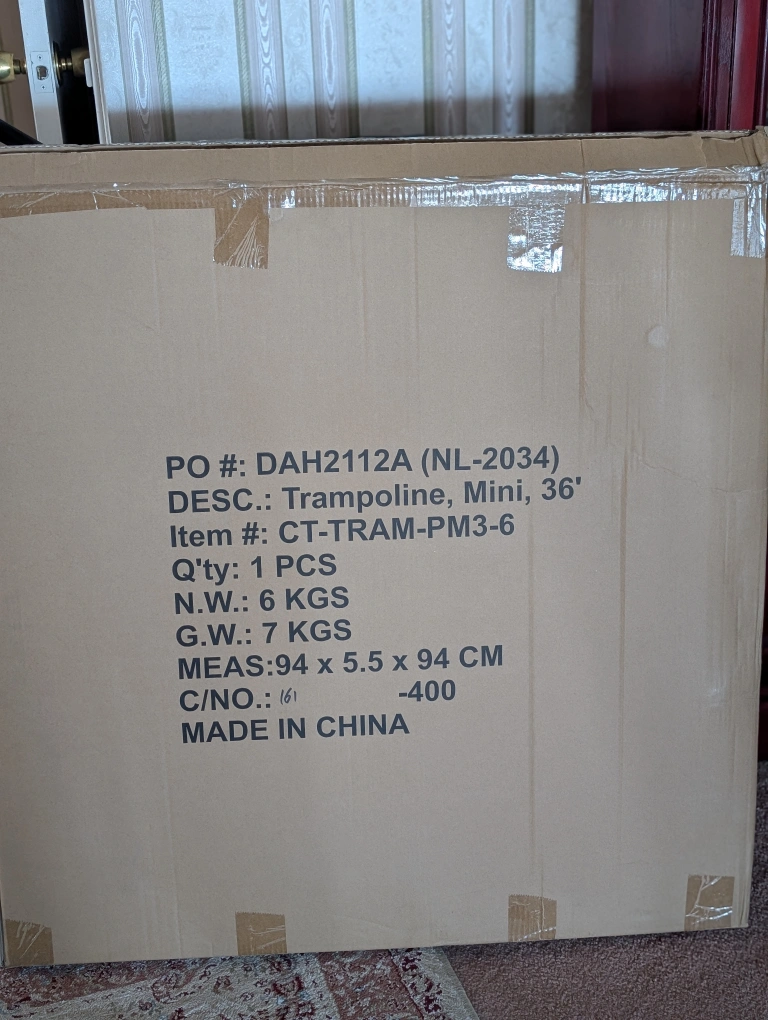 PO #: DAH2112A (NL-2034)
DESC.: Trampoline, Mini, 36'
Item #: CT-TRAM-PM3-6
Q'ty: 1 PCS
N.W.: 6 KGS
G.W.: 7 KGS
MEAS:94 x 5.5 x 94 CM
C/NO.: 161 -400
MADE IN CHINA